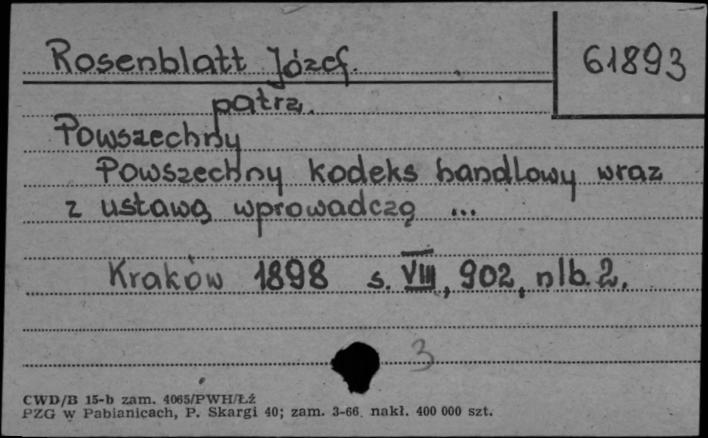 Rosenblatt Józef.
61893
patrz.
Powszechny
Powszechny kodeks handlowy wraz
z ustawą wprowadczą ...
Kraków 1898 s. VIII, 902, nlb. 2.
3
CWD/B 15-b zam. 4065/PWH/Łź
PZG w Pabianicach, P. Skargi 40; zam. 3-66. nakł. 400 000 szt.